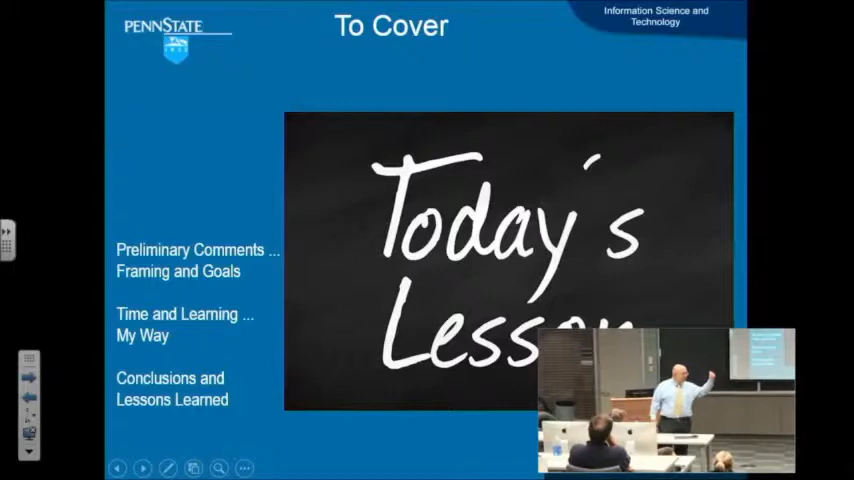 PENNSTATE
1855
To Cover
Information Science and
Technology
Today's
Lesson
Preliminary Comments ...
Framing and Goals
Time and Learning ...
My Way
Conclusions and
Lessons Learned